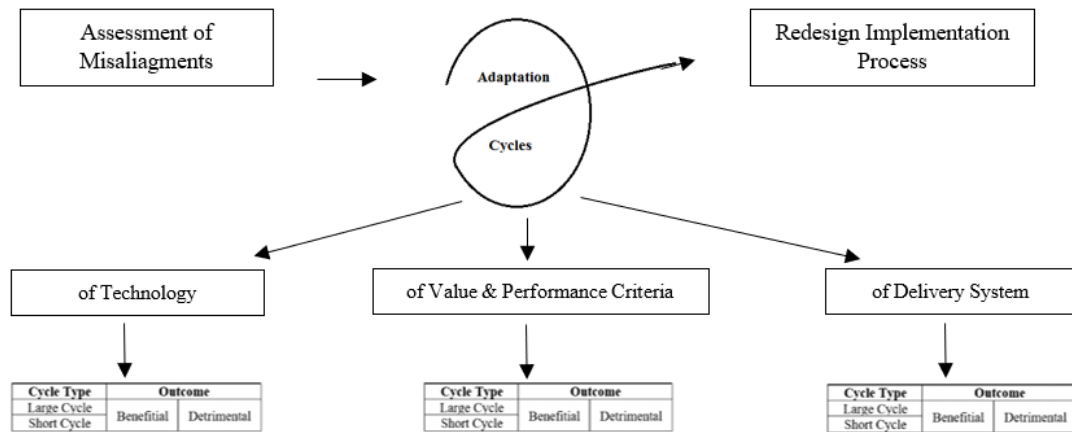 Assessment of
Misaliagments
Redesign Implementation
Process
Adaptation
Cycles
of Technology
of Value & Performance Criteria
of Delivery System
Cycle Type Outcome
Large Cycle
Benefitial Detrimental
Short Cycle
Cycle Type Outcome
Large Cycle
Benefitial Detrimental
Short Cycle
Cycle Type Outcome
Large Cycle
Benefitial Detrimental
Short Cycle